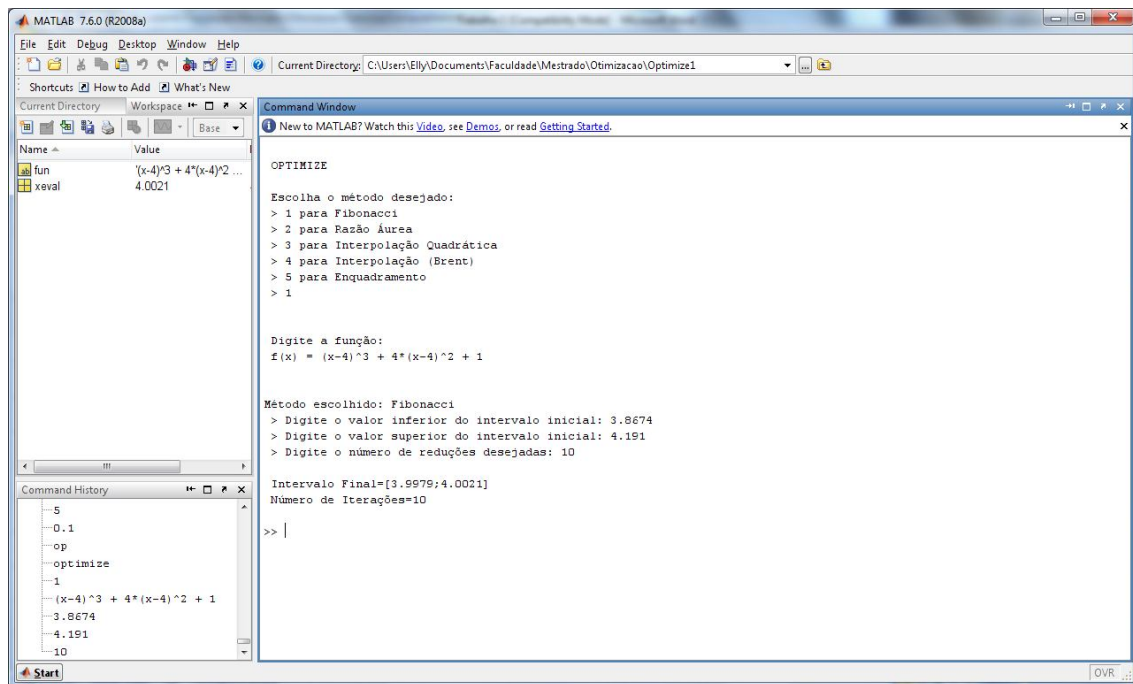 MATLAB 7.6.0 (R2008a)
File Edit Debug Desktop Window Help
Current Directory: C:\Users\Elly\Documents\Faculdade\Mestrado\Otimizacao\Optimize1
Shortcuts How to Add What's New
Current Directory Workspace
Base
Name Value
fun '(x-4)^3 + 4*(x-4)^2 ...
xeval 4.0021
Command History
5
0.1
op
optimize
1
(x-4)^3 + 4*(x-4)^2 + 1
3.8674
4.191
10
Command Window
New to MATLAB? Watch this Video, see Demos, or read Getting Started.
OPTIMIZE
Escolha o método desejado:
> 1 para Fibonacci
> 2 para Razão Áurea
> 3 para Interpolação Quadrática
> 4 para Interpolação (Brent)
> 5 para Enquadramento
> 1
Digite a função:
f(x) = (x-4)^3 + 4*(x-4)^2 + 1
Método escolhido: Fibonacci
> Digite o valor inferior do intervalo inicial: 3.8674
> Digite o valor superior do intervalo inicial: 4.191
> Digite o número de reduções desejadas: 10
Intervalo Final=[3.9979;4.0021]
Número de Iterações=10
>>
Start
OVR